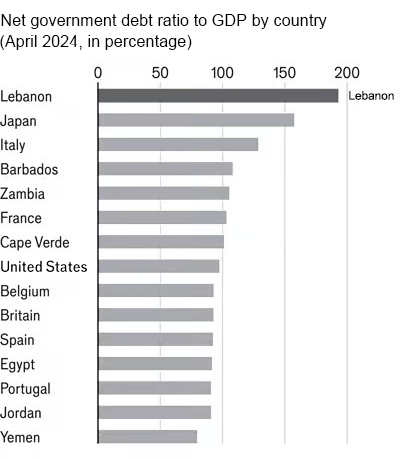 Net government debt ratio to GDP by country
(April 2024, in percentage)
0 50 100 150 200
Lebanon Lebanon
Japan
Italy
Barbados
Zambia
France
Cape Verde
United States
Belgium
Britain
Spain
Egypt
Portugal
Jordan
Yemen